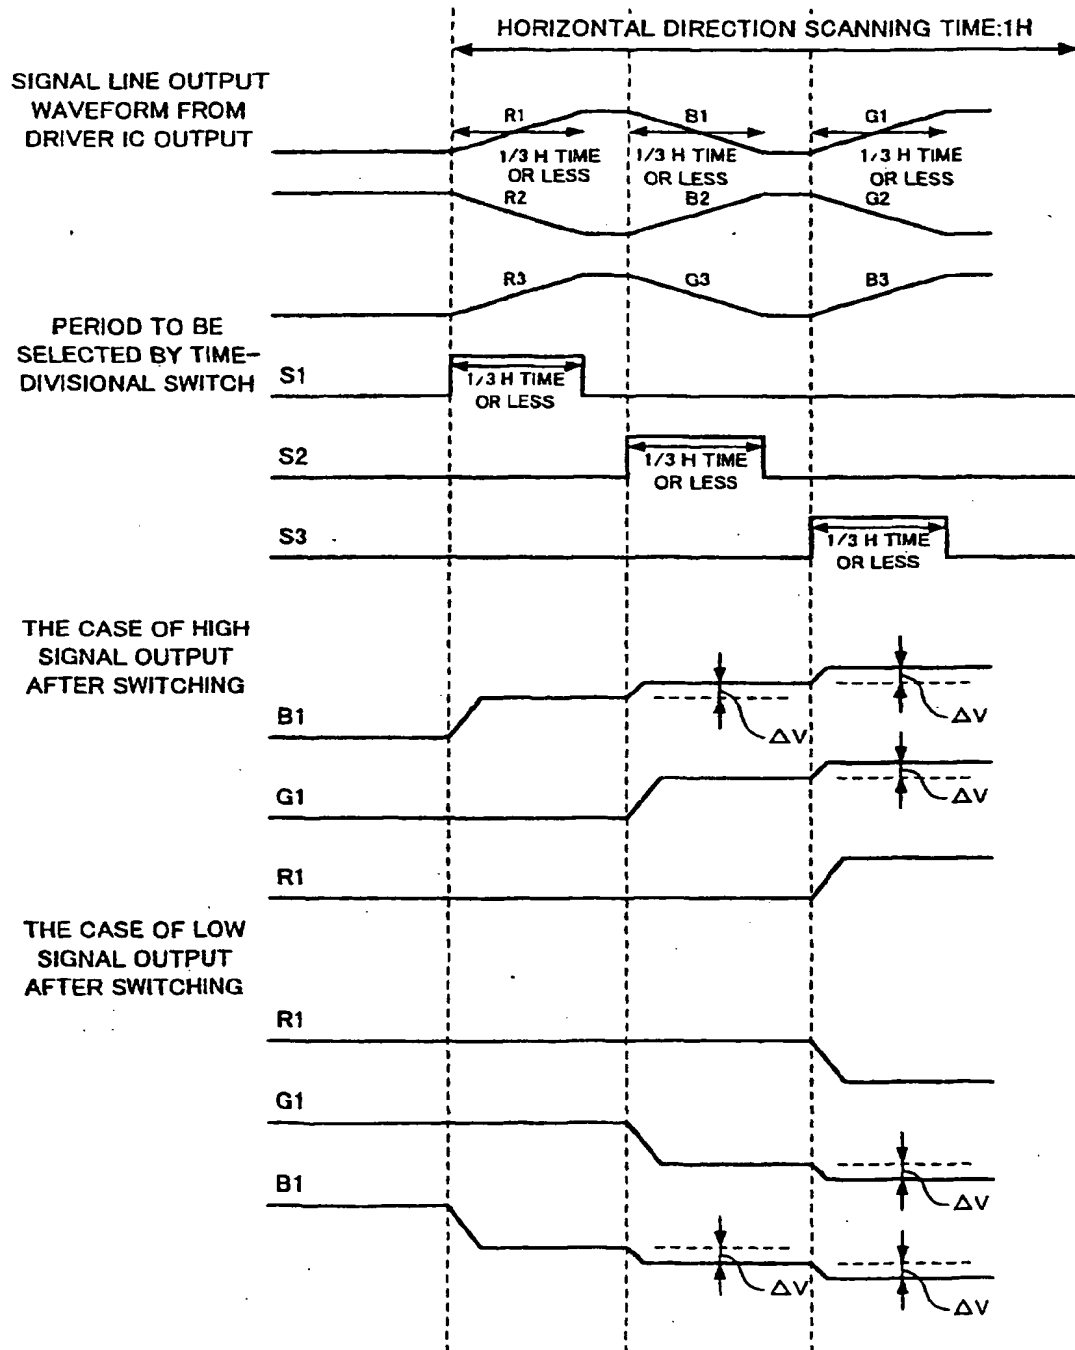 HORIZONTAL DIRECTION SCANNING TIME:1H
SIGNAL LINE OUTPUT
WAVEFORM FROM
DRIVER IC OUTPUT
R1
B1
G1
1/3 H TIME
OR LESS
1/3 H TIME
OR LESS
1/3 H TIME
OR LESS
R2
B2
G2
R3
G3
B3
PERIOD TO BE
SELECTED BY TIME-
DIVISIONAL SWITCH
S1
1/3 H TIME
OR LESS
S2
1/3 H TIME
OR LESS
S3
1/3 H TIME
OR LESS
THE CASE OF HIGH
SIGNAL OUTPUT
AFTER SWITCHING
B1
ΔV
ΔV
G1
ΔV
R1
THE CASE OF LOW
SIGNAL OUTPUT
AFTER SWITCHING
R1
G1
ΔV
B1
ΔV
ΔV